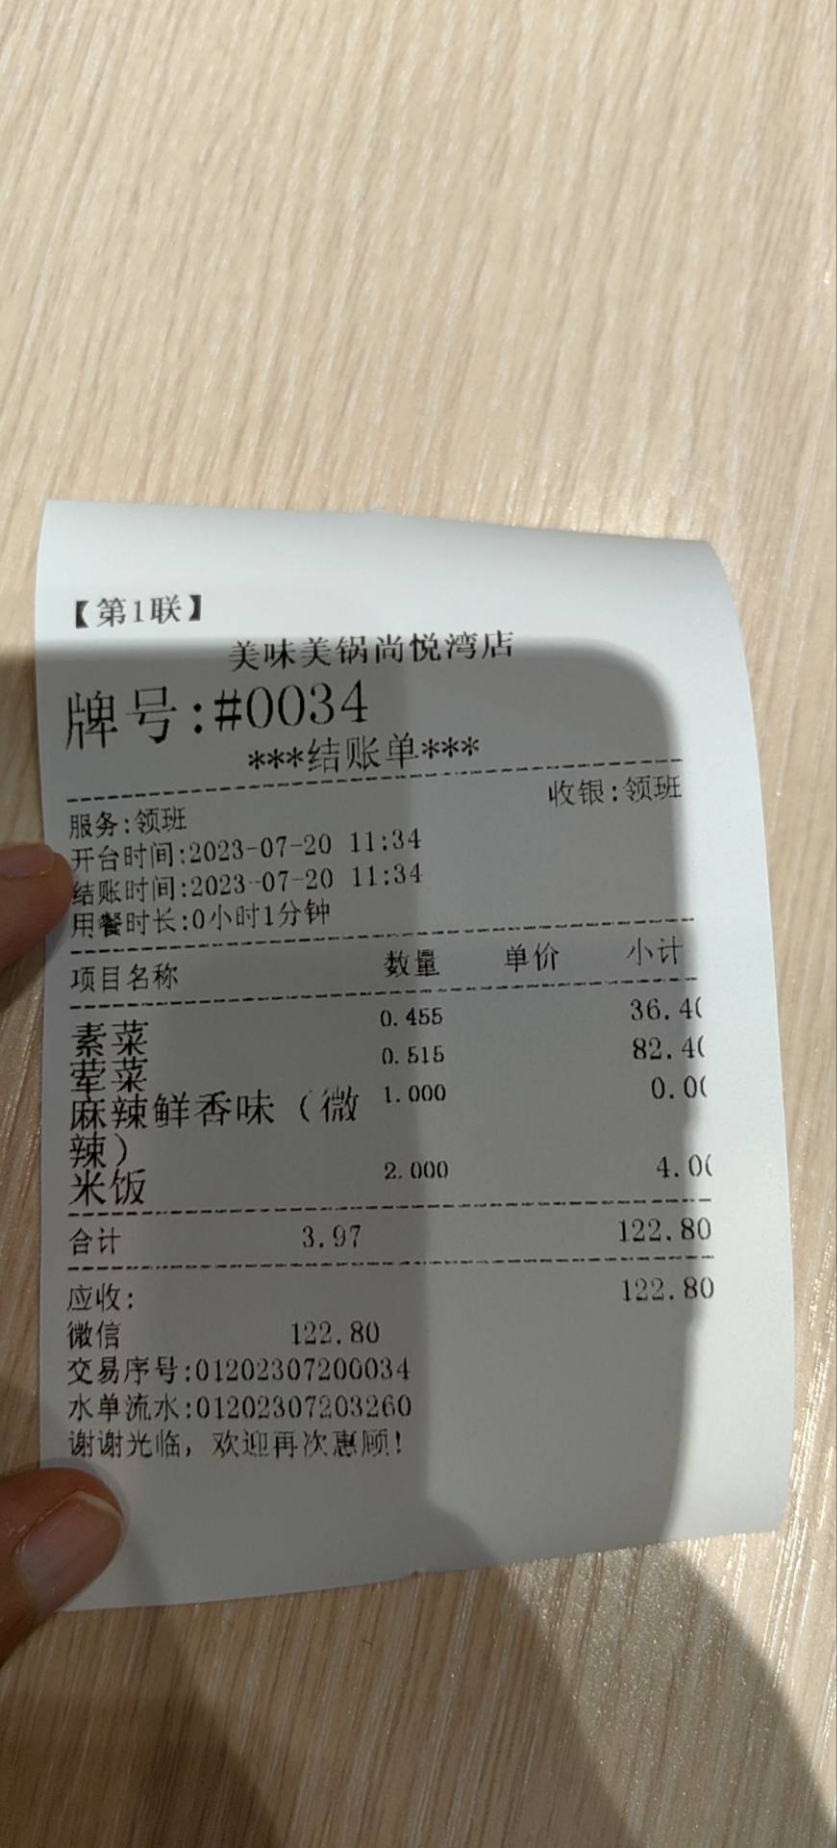 【第1联】
美味美锅尚悦湾店
牌号:#0034
***结账单***
收银:领班
服务:领班
开台时间:2023-07-20 11:34
结账时间:2023-07-20 11:34
用餐时长:0小时1分钟
项目名称 数量 单价 小计
素菜 0.455 36.4
荤菜 0.515 82.4
麻辣鲜香味（微 1.000 0.0
辣）
米饭 2.000 4.0
合计 3.97 122.80
应收: 122.80
微信 122.80
交易序号:01202307200034
水单流水:01202307203260
谢谢光临，欢迎再次惠顾!